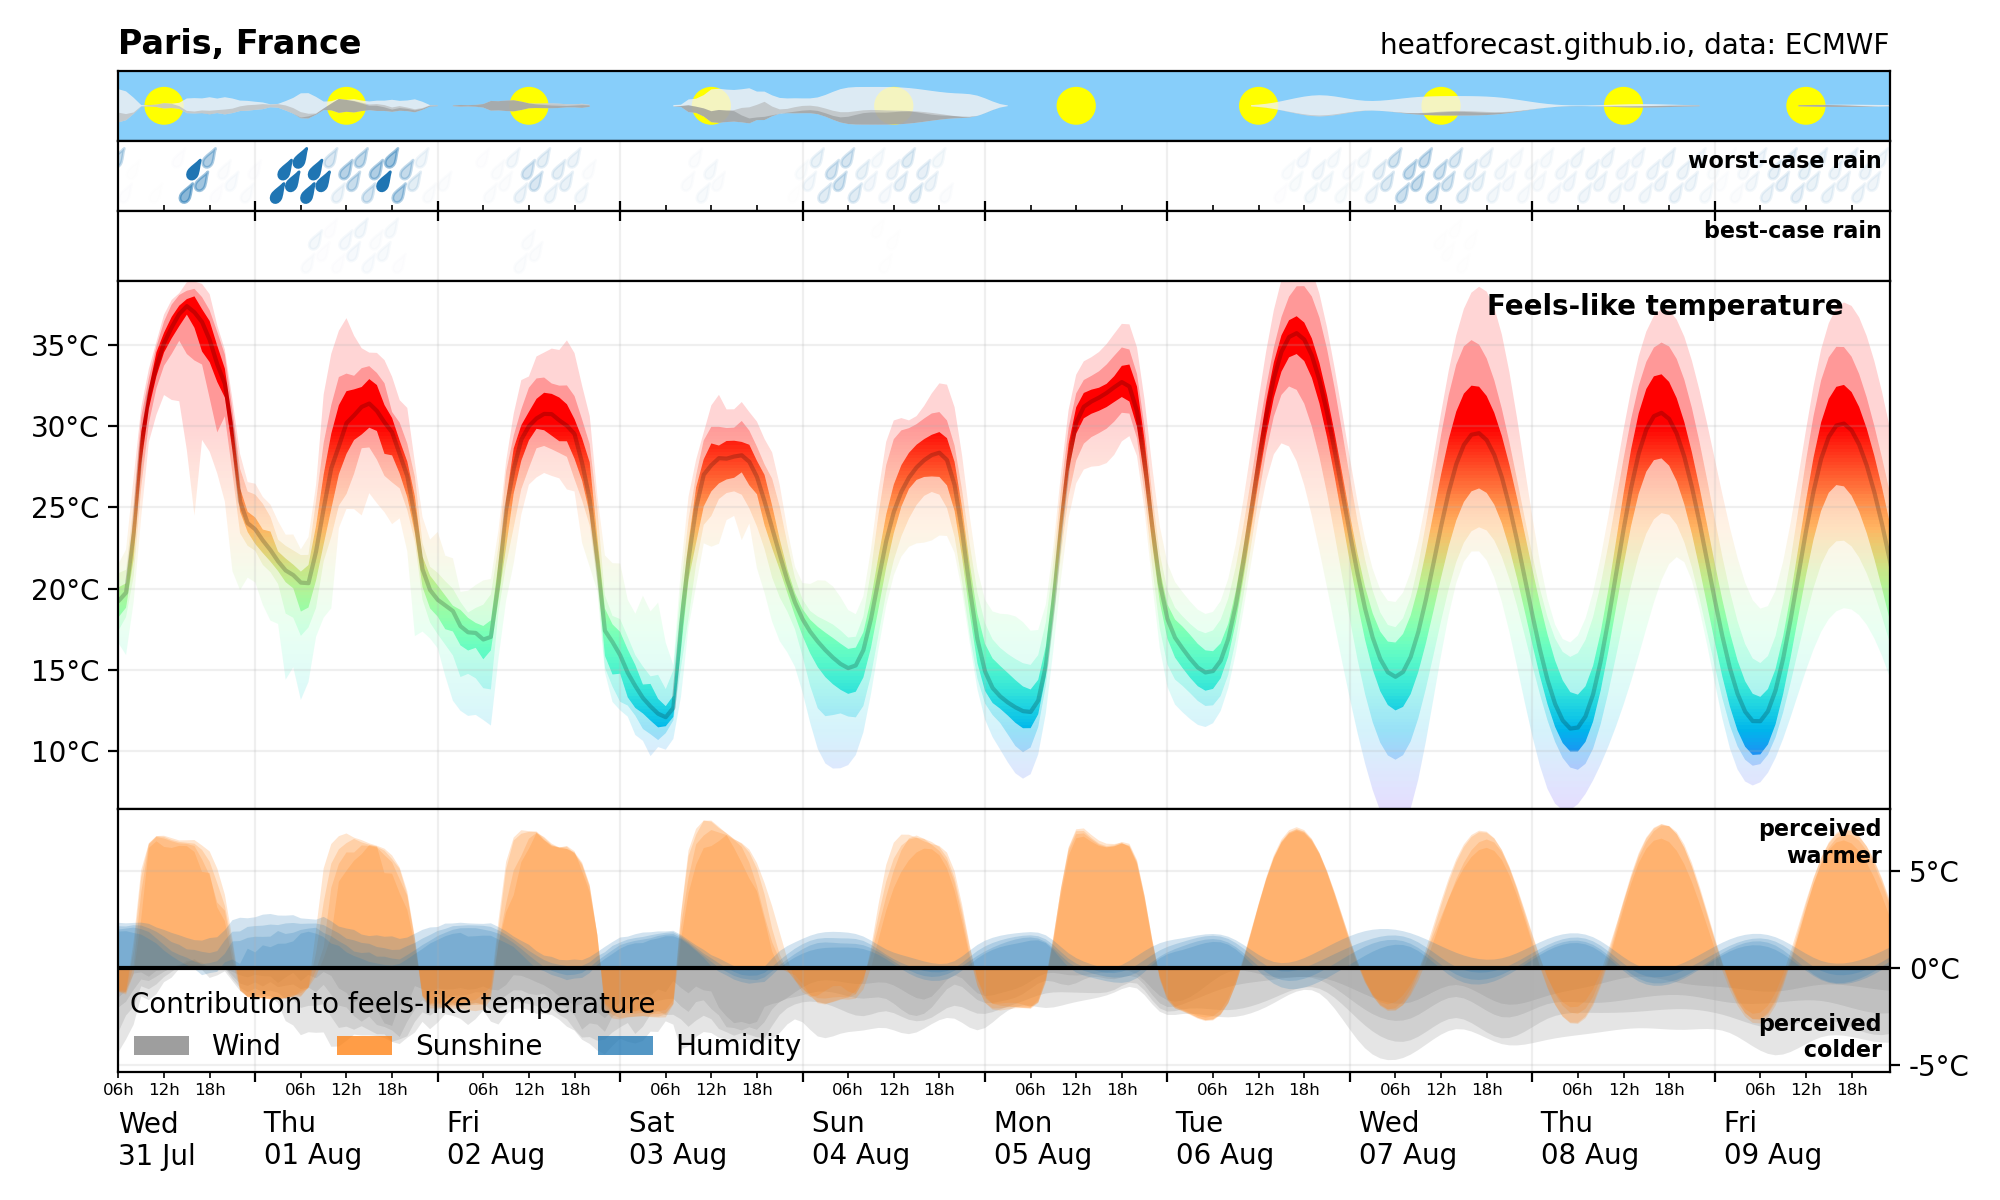 Paris, France
heatforecast.github.io, data: ECMWF
worst-case rain
best-case rain
Feels-like temperature
35°C
30°C
25°C
20°C
15°C
10°C
perceived
warmer
5°C
0°C
perceived
colder
-5°C
Contribution to feels-like temperature
Wind Sunshine Humidity
06h 12h 18h 06h 12h 18h 06h 12h 18h 06h 12h 18h 06h 12h 18h 06h 12h 18h 06h 12h 18h 06h 12h 18h 06h 12h 18h 06h 12h 18h
Wed Thu Fri Sat Sun Mon Tue Wed Thu Fri
31 Jul 01 Aug 02 Aug 03 Aug 04 Aug 05 Aug 06 Aug 07 Aug 08 Aug 09 Aug